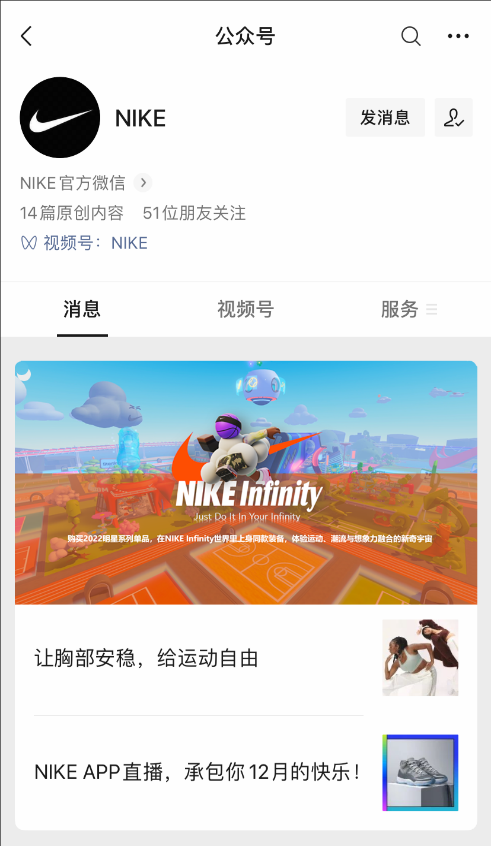 公众号
NIKE
发消息
NIKE官方微信
14篇原创内容 51位朋友关注
视频号：NIKE
消息
视频号
服务
NIKE Infinity
Just Do It In Your Infinity
购买2022明星系列单品，在NIKE Infinity世界里上身同款装备，体验运动、潮流与想象力融合的新奇宇宙
让胸部安稳，给运动自由
NIKE APP直播，承包你12月的快乐！